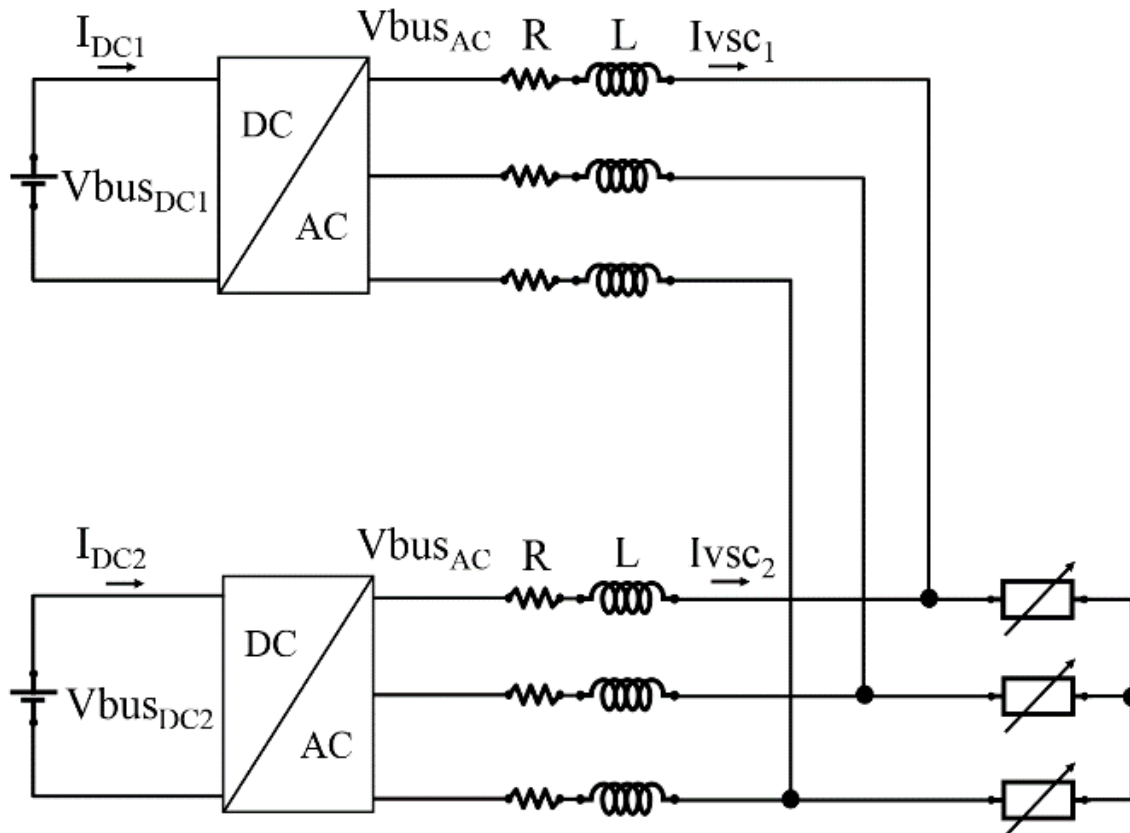 I_DC1 Vbus_AC R L Ivsc_1
DC
Vbus_DC1
AC
I_DC2 Vbus_AC R L Ivsc_2
DC
Vbus_DC2
AC